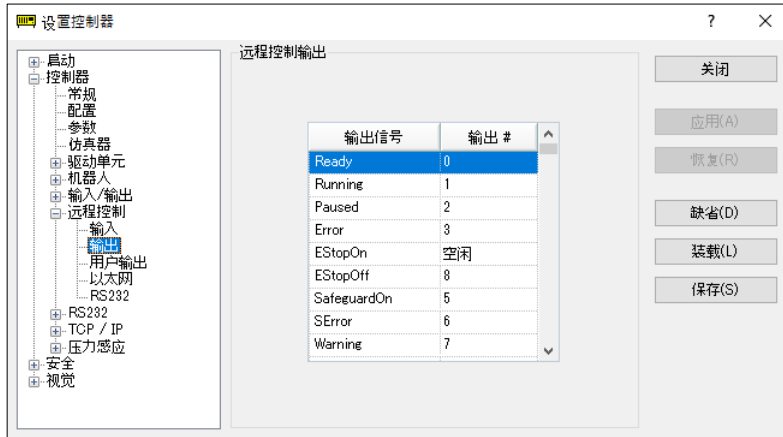 设置控制器
?
启动
控制器
常规
配置
参数
仿真器
驱动单元
机器人
输入/输出
远程控制
输入
输出
用户输出
以太网
RS232
RS232
TCP / IP
压力感应
安全
视觉
远程控制输出
输出信号 输出 #
Ready 0
Running 1
Paused 2
Error 3
EStopOn 空闲
EStopOff 8
SafeguardOn 5
SError 6
Warning 7
关闭
应用(A)
恢复(R)
缺省(D)
装载(L)
保存(S)